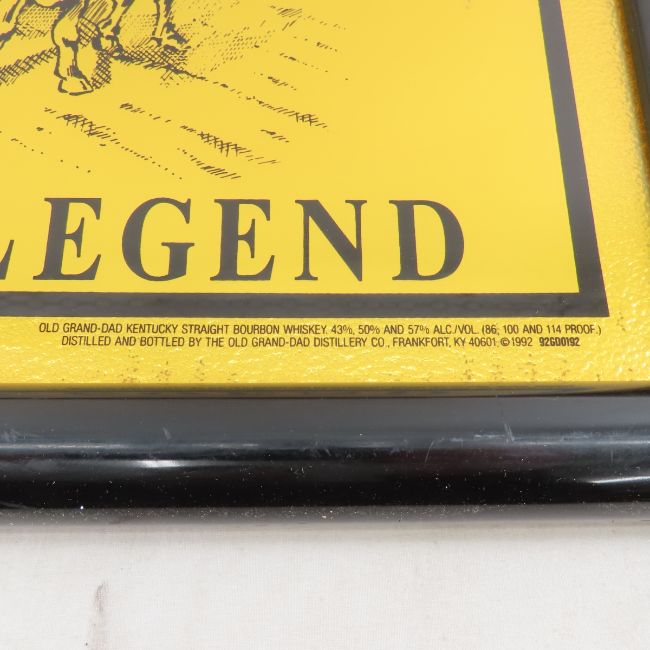 LEGEND
OLD GRAND-DAD KENTUCKY STRAIGHT BOURBON WHISKEY. 43%, 50% AND 57% ALC./VOL. (86, 100 AND 114 PROOF.)
DISTILLED AND BOTTLED BY THE OLD GRAND-DAD DISTILLERY CO., FRANKFORT, KY 40601. ©1992 92GD0192